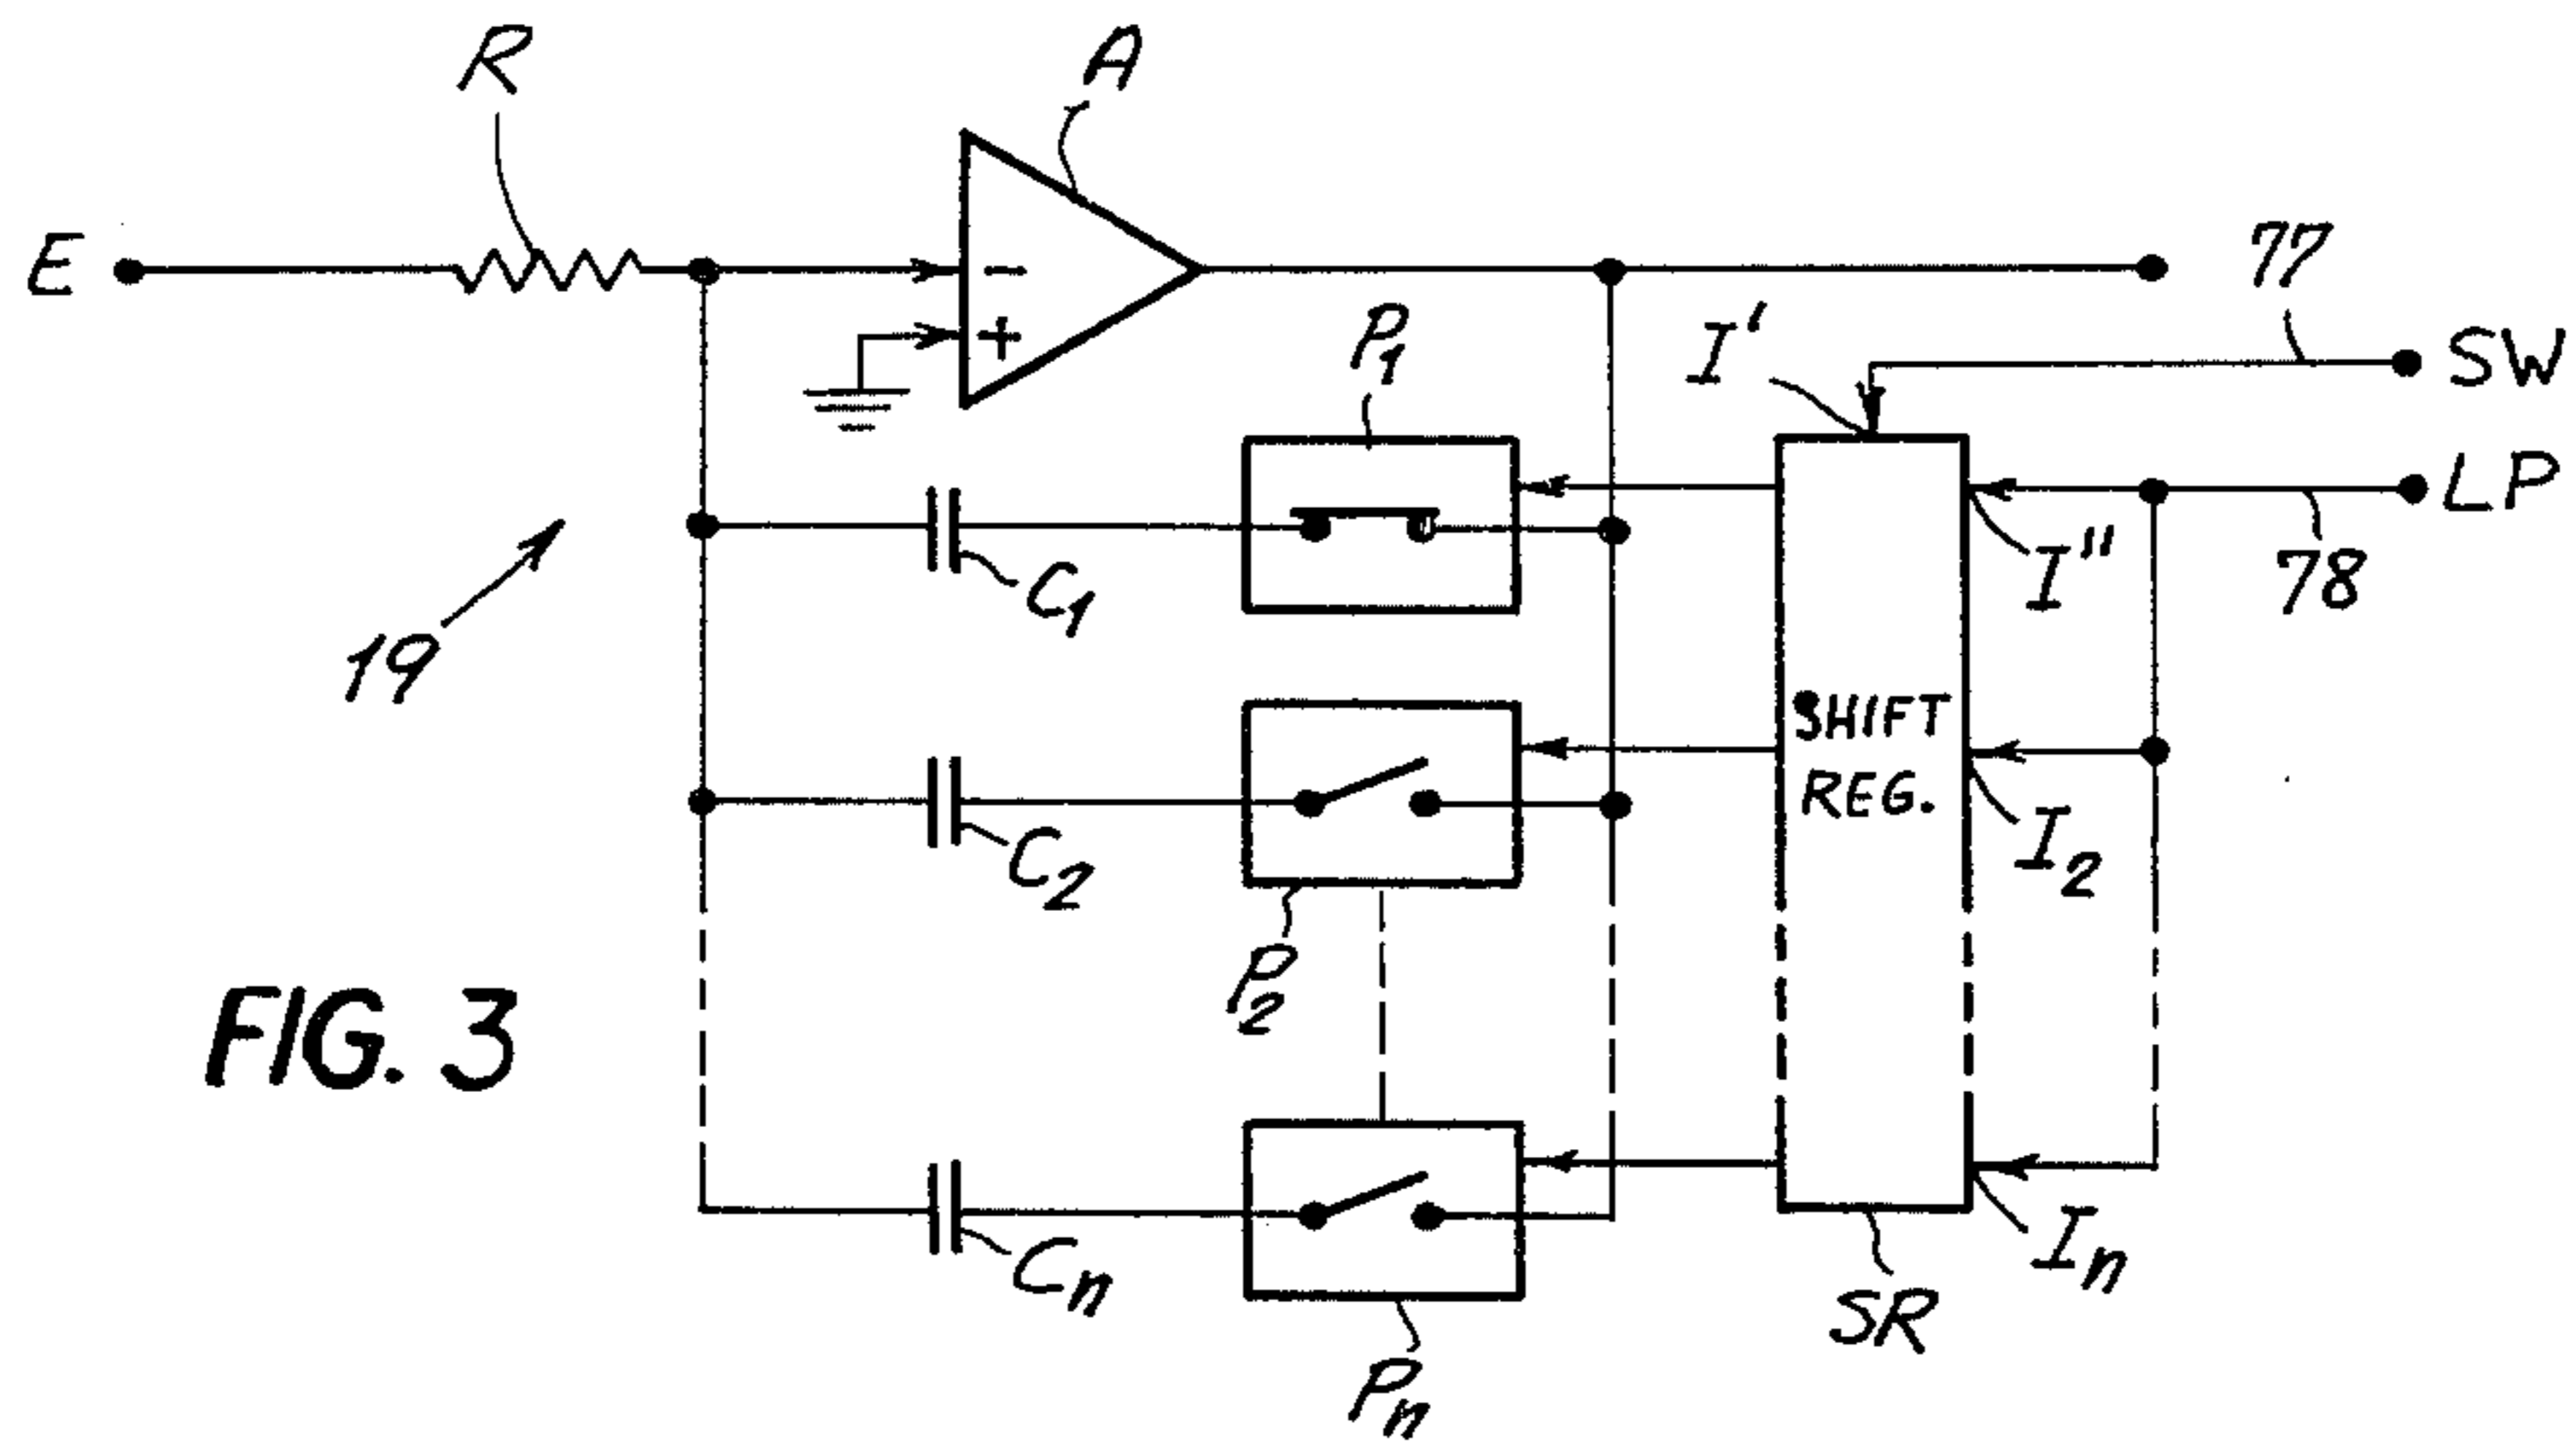 R
A
E
-
+
77
I'
SW
P1
LP
I"
78
C1
19
SHIFT
REG.
I2
C2
P2
FIG. 3
In
Cn
SR
Pn